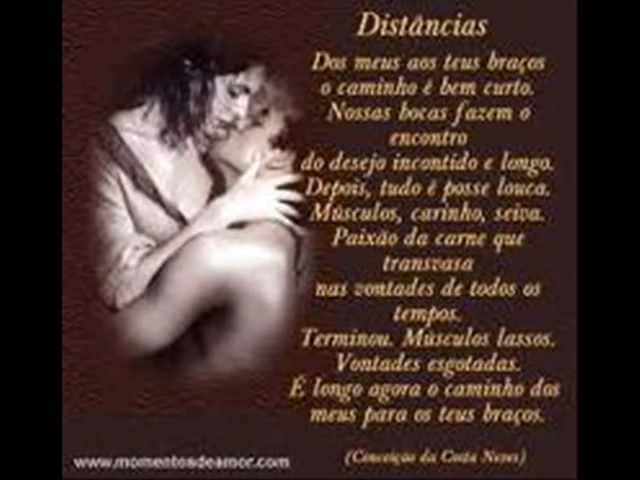 Distâncias
Dos meus aos teus braços
o caminho é bem curto.
Nossas bocas fazem o
encontro
do desejo incontido e longo.
Depois, tudo é posse louca.
Músculos, carinho, seiva.
Paixão da carne que
transvasa
nas vontades de todos os
tempos.
Terminou. Músculos lassos.
Vontades esgotadas.
É longo agora o caminho dos
meus para os teus braços.
(Conceição da Costa Neves)
www.momentosdeamor.com